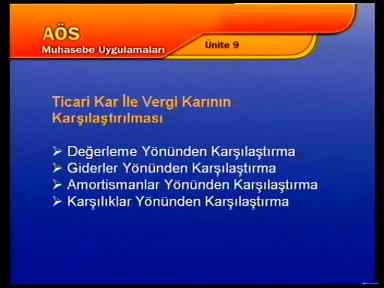 AÖS
Muhasebe Uygulamaları
Ünite 9
Ticari Kar İle Vergi Karının
Karşılaştırılması
➢ Değerleme Yönünden Karşılaştırma
➢ Giderler Yönünden Karşılaştırma
➢ Amortismanlar Yönünden Karşılaştırma
➢ Karşılıklar Yönünden Karşılaştırma